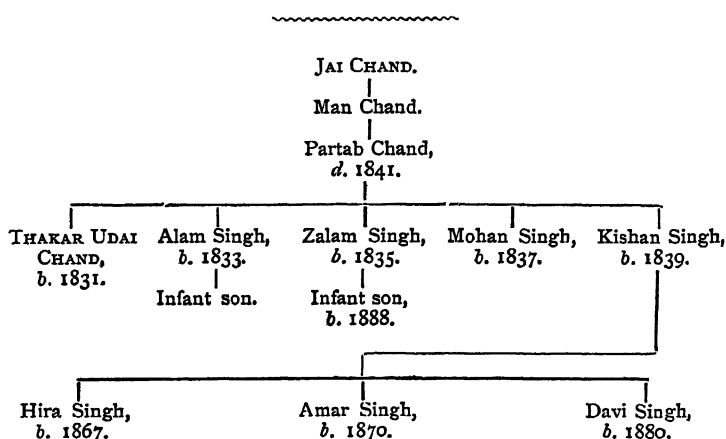 JAI CHAND.
Man Chand.
Partab Chand,
d. 1841.
THAKAR UDAI CHAND,
b. 1831.
Alam Singh,
b. 1833.
Infant son.
Zalam Singh,
b. 1835.
Infant son,
b. 1888.
Mohan Singh,
b. 1837.
Kishan Singh,
b. 1839.
Hira Singh,
b. 1867.
Amar Singh,
b. 1870.
Davi Singh,
b. 1880.